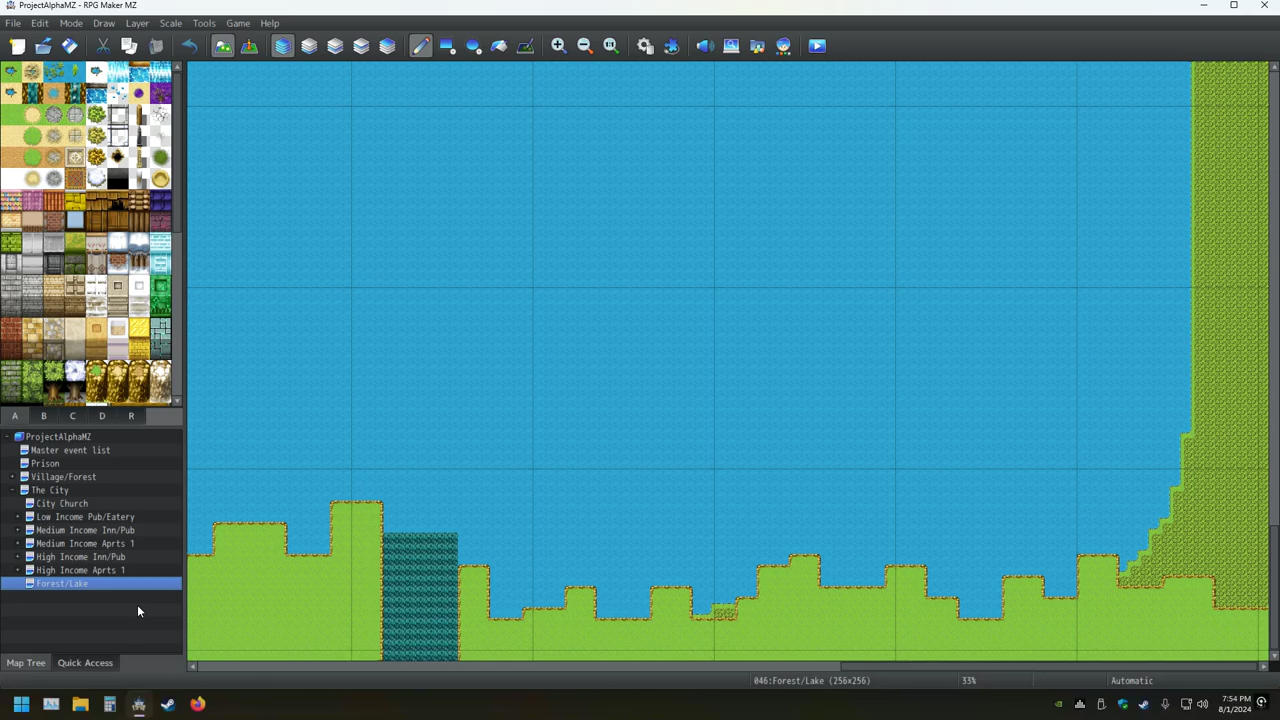 ProjectAlphaMZ - RPG Maker MZ
File Edit Mode Draw Layer Scale Tools Game Help
A B C D R
ProjectAlphaMZ
Master event list
Prison
Village/Forest
The City
City Church
Low Income Pub/Eatery
Medium Income Inn/Pub
Medium Income Aprts 1
High Income Inn/Pub
High Income Aprts 1
Forest/Lake
Map Tree Quick Access
046:Forest/Lake (256x256) 33% Automatic
7:54 PM
8/1/2024